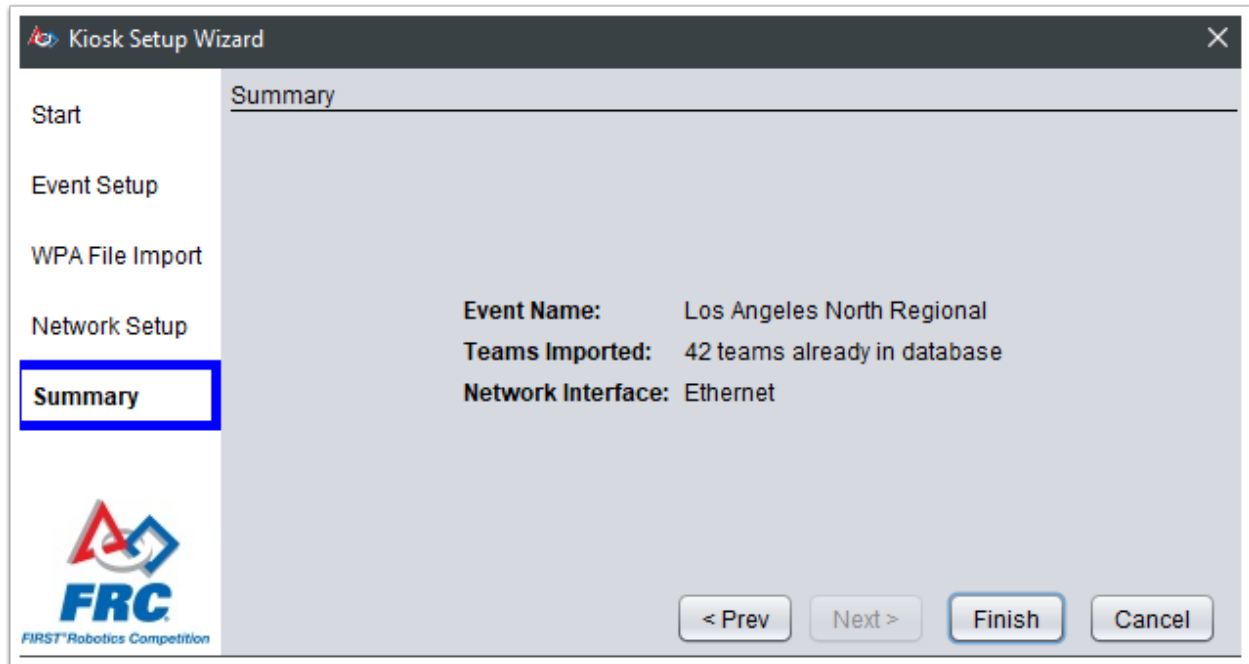 Kiosk Setup Wizard
Start
Event Setup
WPA File Import
Network Setup
Summary
FRC
FIRST® Robotics Competition
Summary
Event Name: Los Angeles North Regional
Teams Imported: 42 teams already in database
Network Interface: Ethernet
< Prev Next > Finish Cancel